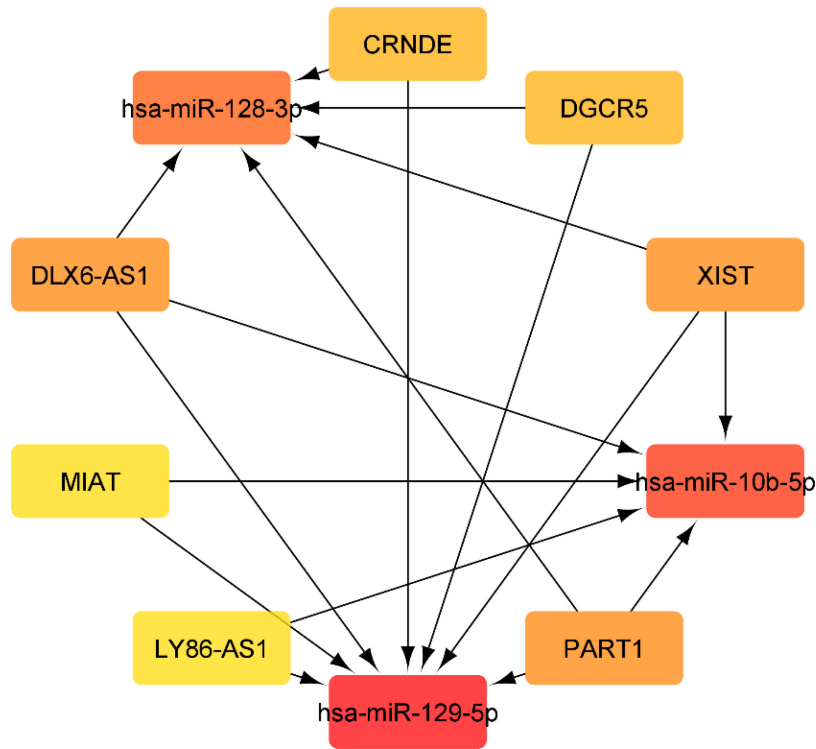 CRNDE
hsa-miR-128-3p
DGCR5
DLX6-AS1
XIST
MIAT
hsa-miR-10b-5p
LY86-AS1
PART1
hsa-miR-129-5p